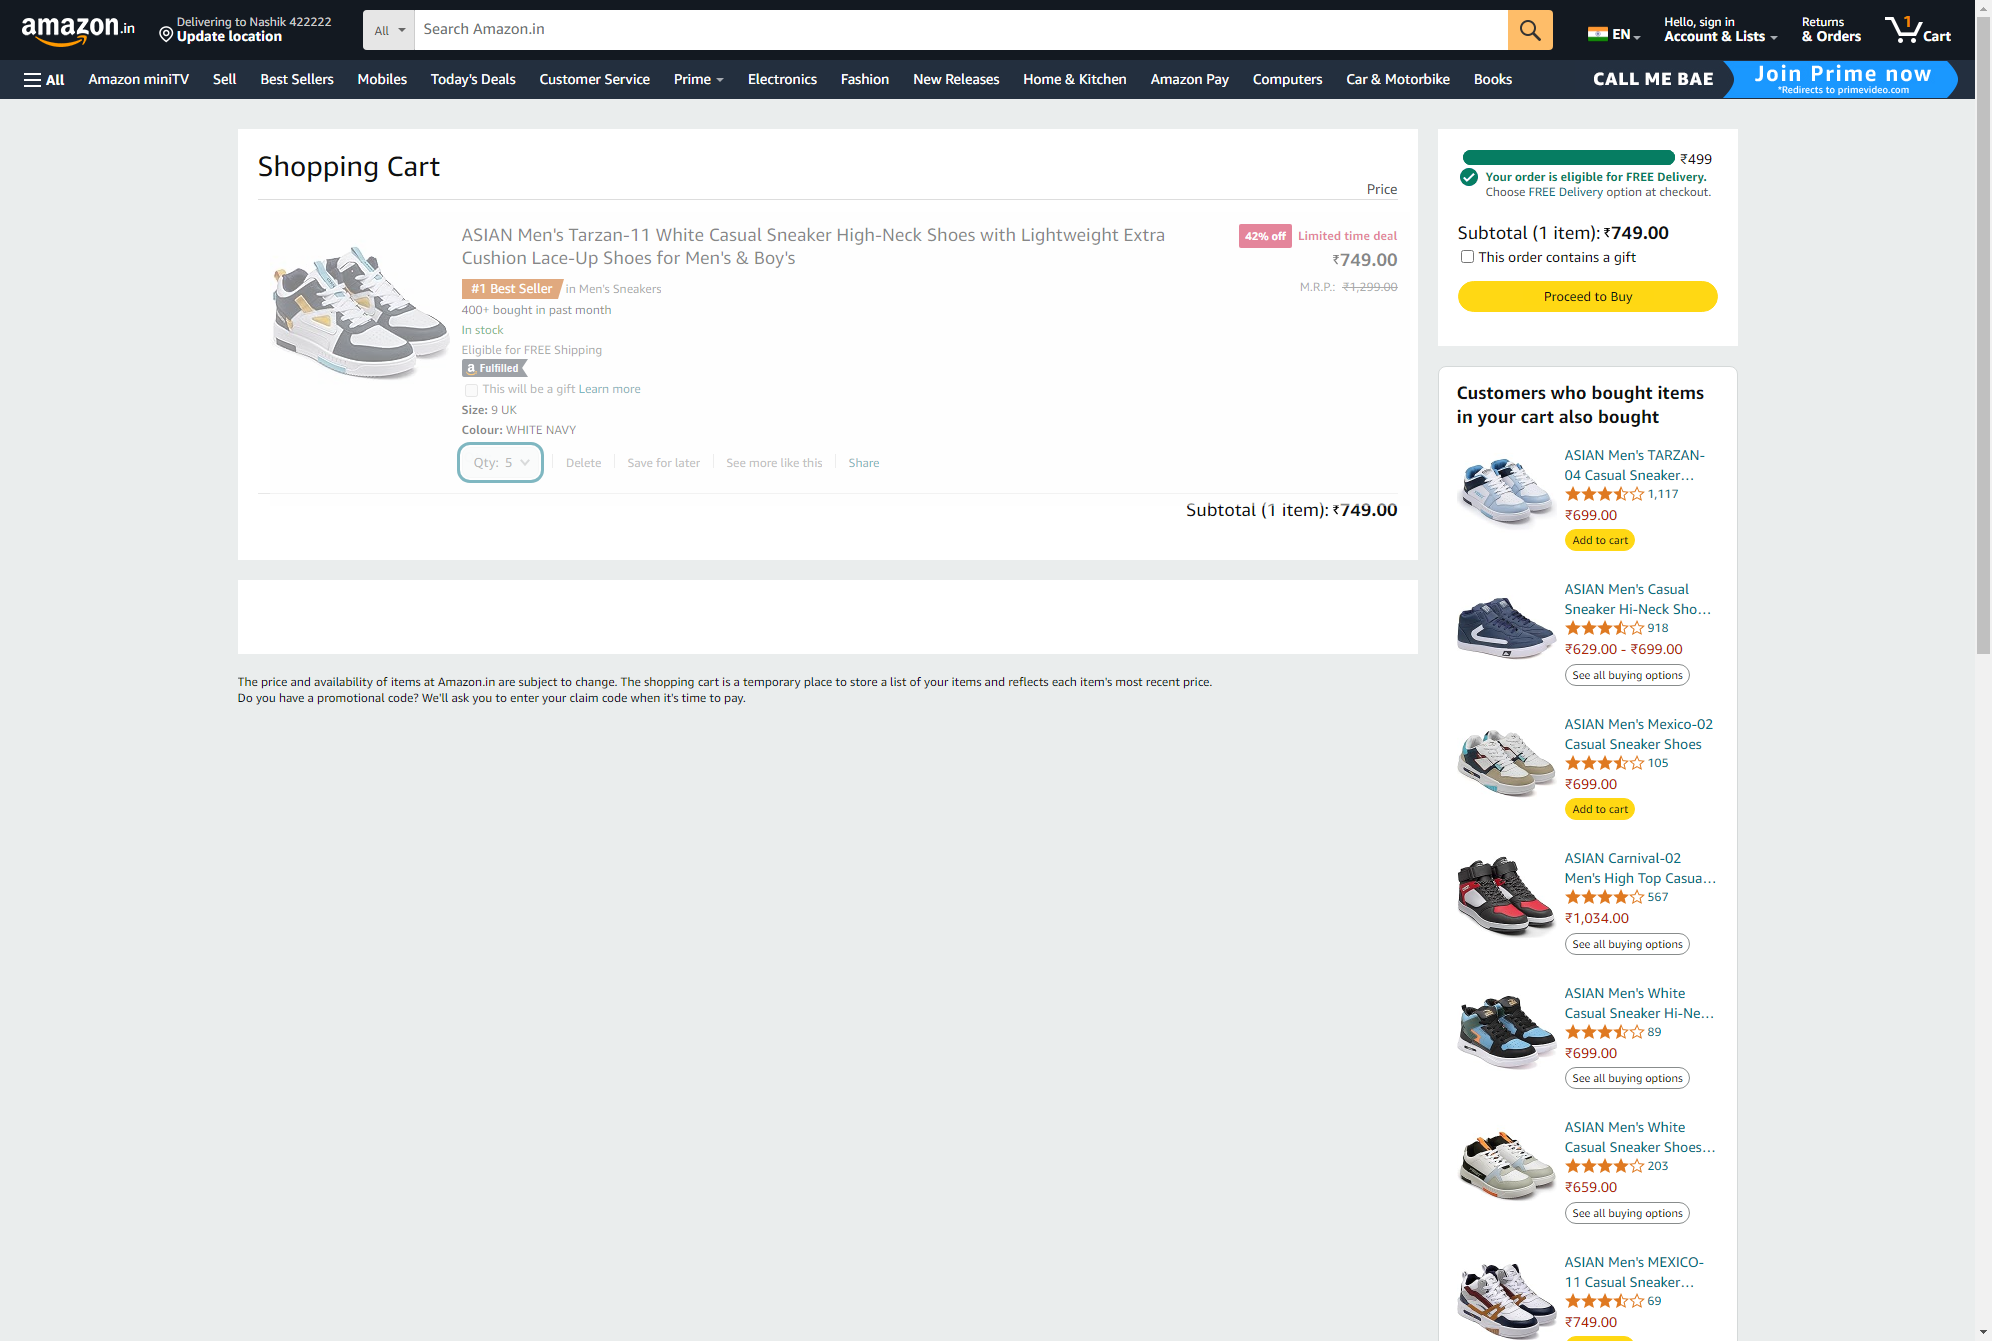 amazon.in
Delivering to Nashik 422222
Update location
All
Search Amazon.in
EN
Hello, sign in
Account & Lists
Returns
& Orders
1
Cart
All
Amazon miniTV
Sell
Best Sellers
Mobiles
Today's Deals
Customer Service
Prime
Electronics
Fashion
New Releases
Home & Kitchen
Amazon Pay
Computers
Car & Motorbike
Books
CALL ME BAE
Join Prime now
*Redirects to primevideo.com
Shopping Cart
Price
ASIAN Men's Tarzan-11 White Casual Sneaker High-Neck Shoes with Lightweight Extra
Cushion Lace-Up Shoes for Men's & Boy's
42% off Limited time deal
₹749.00
M.R.P.: ₹1,299.00
#1 Best Seller in Men's Sneakers
400+ bought in past month
In stock
Eligible for FREE Shipping
a Fulfilled
This will be a gift Learn more
Size: 9 UK
Colour: WHITE NAVY
Qty: 5
Delete
Save for later
See more like this
Share
Subtotal (1 item): ₹749.00
The price and availability of items at Amazon.in are subject to change. The shopping cart is a temporary place to store a list of your items and reflects each item's most recent price.
Do you have a promotional code? We'll ask you to enter your claim code when it's time to pay.
₹499
Your order is eligible for FREE Delivery.
Choose FREE Delivery option at checkout.
Subtotal (1 item): ₹749.00
This order contains a gift
Proceed to Buy
Customers who bought items
in your cart also bought
ASIAN Men's TARZAN-
04 Casual Sneaker…
1,117
₹699.00
Add to cart
ASIAN Men's Casual
Sneaker Hi-Neck Sho…
918
₹629.00 - ₹699.00
See all buying options
ASIAN Men's Mexico-02
Casual Sneaker Shoes
105
₹699.00
Add to cart
ASIAN Carnival-02
Men's High Top Casua…
567
₹1,034.00
See all buying options
ASIAN Men's White
Casual Sneaker Hi-Ne…
89
₹699.00
See all buying options
ASIAN Men's White
Casual Sneaker Shoes…
203
₹659.00
See all buying options
ASIAN Men's MEXICO-
11 Casual Sneaker…
69
₹749.00